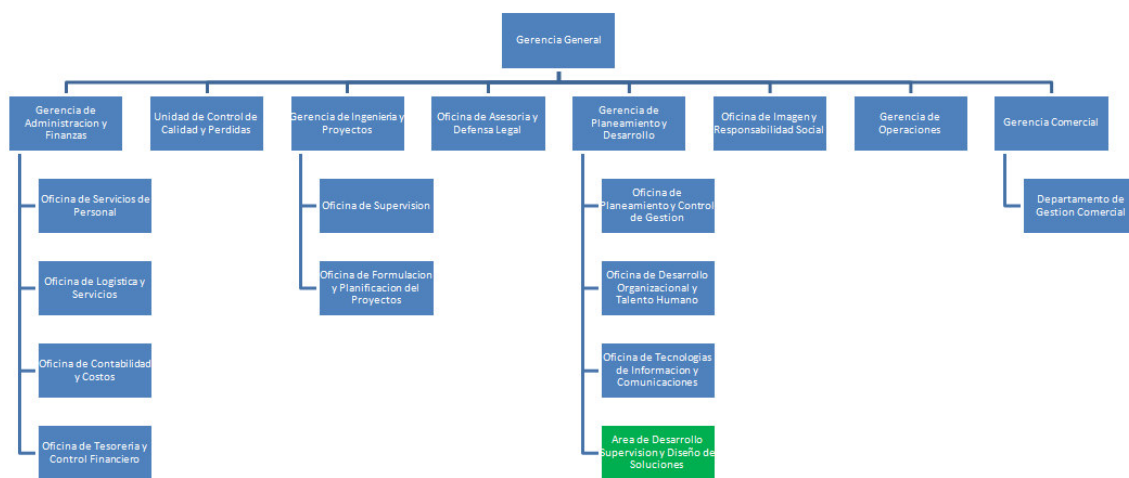 Gerencia General
Gerencia de
Administracion y
Finanzas
Unidad de Control de
Calidad y Perdidas
Gerencia de Ingenieria y
Proyectos
Oficina de Asesoria y
Defensa Legal
Gerencia de
Planeamiento y
Desarrollo
Oficina de Imagen y
Responsabilidad Social
Gerencia de
Operaciones
Gerencia Comercial
Oficina de Servicios de
Personal
Oficina de Supervision
Oficina de
Planeamiento y Control
de Gestion
Departamento de
Gestion Comercial
Oficina de Logistica y
Servicios
Oficina de Formulacion
y Planificacion del
Proyectos
Oficina de Desarrollo
Organizacional y
Talento Humano
Oficina de Contabilidad
y Costos
Oficina de Tecnologias
de Informacion y
Comunicaciones
Oficina de Tesoreria y
Control Financiero
Area de Desarrollo
Supervision y Diseño de
Soluciones